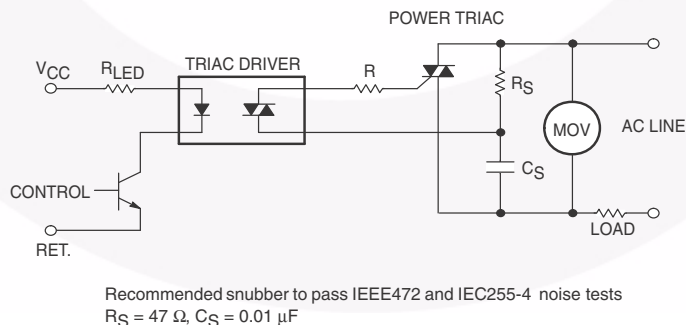 POWER TRIAC
TRIAC DRIVER
VCC
RLED
R
RS
MOV
AC LINE
CS
CONTROL
RET.
LOAD
Recommended snubber to pass IEEE472 and IEC255-4 noise tests
RS = 47 Ω, CS = 0.01 μF